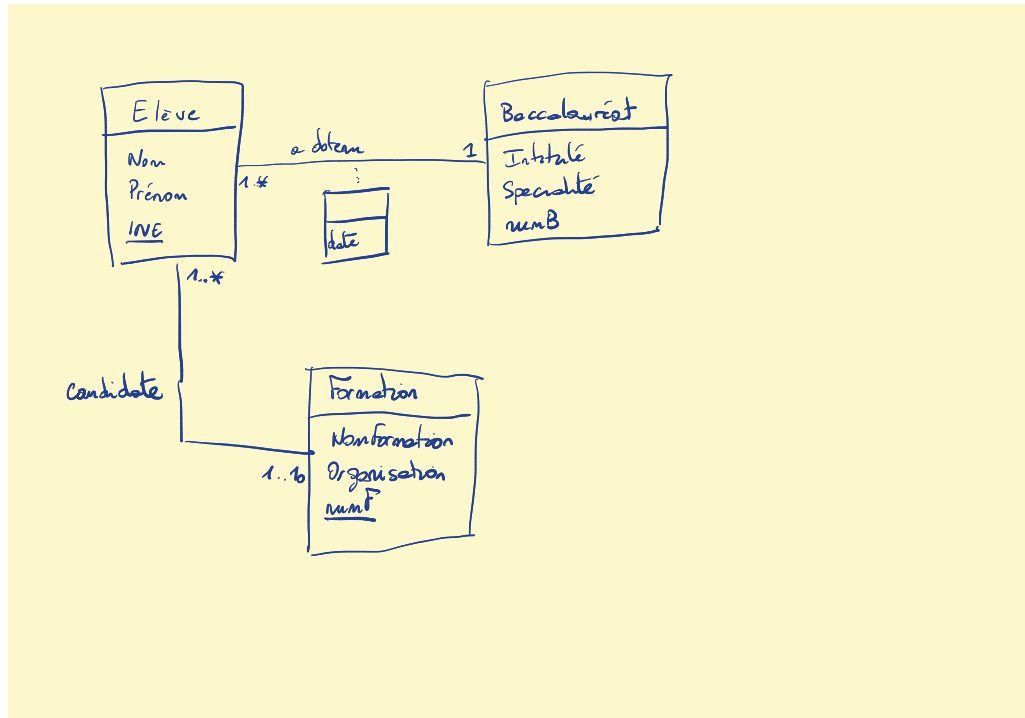 Elève
Nom
Prénom
INE
1..*
a obtenu
date
1
Baccalauréat
Intitulé
Specialité
numB
1..*
candidate
1..10
Formation
NomFormation
Organisation
numF